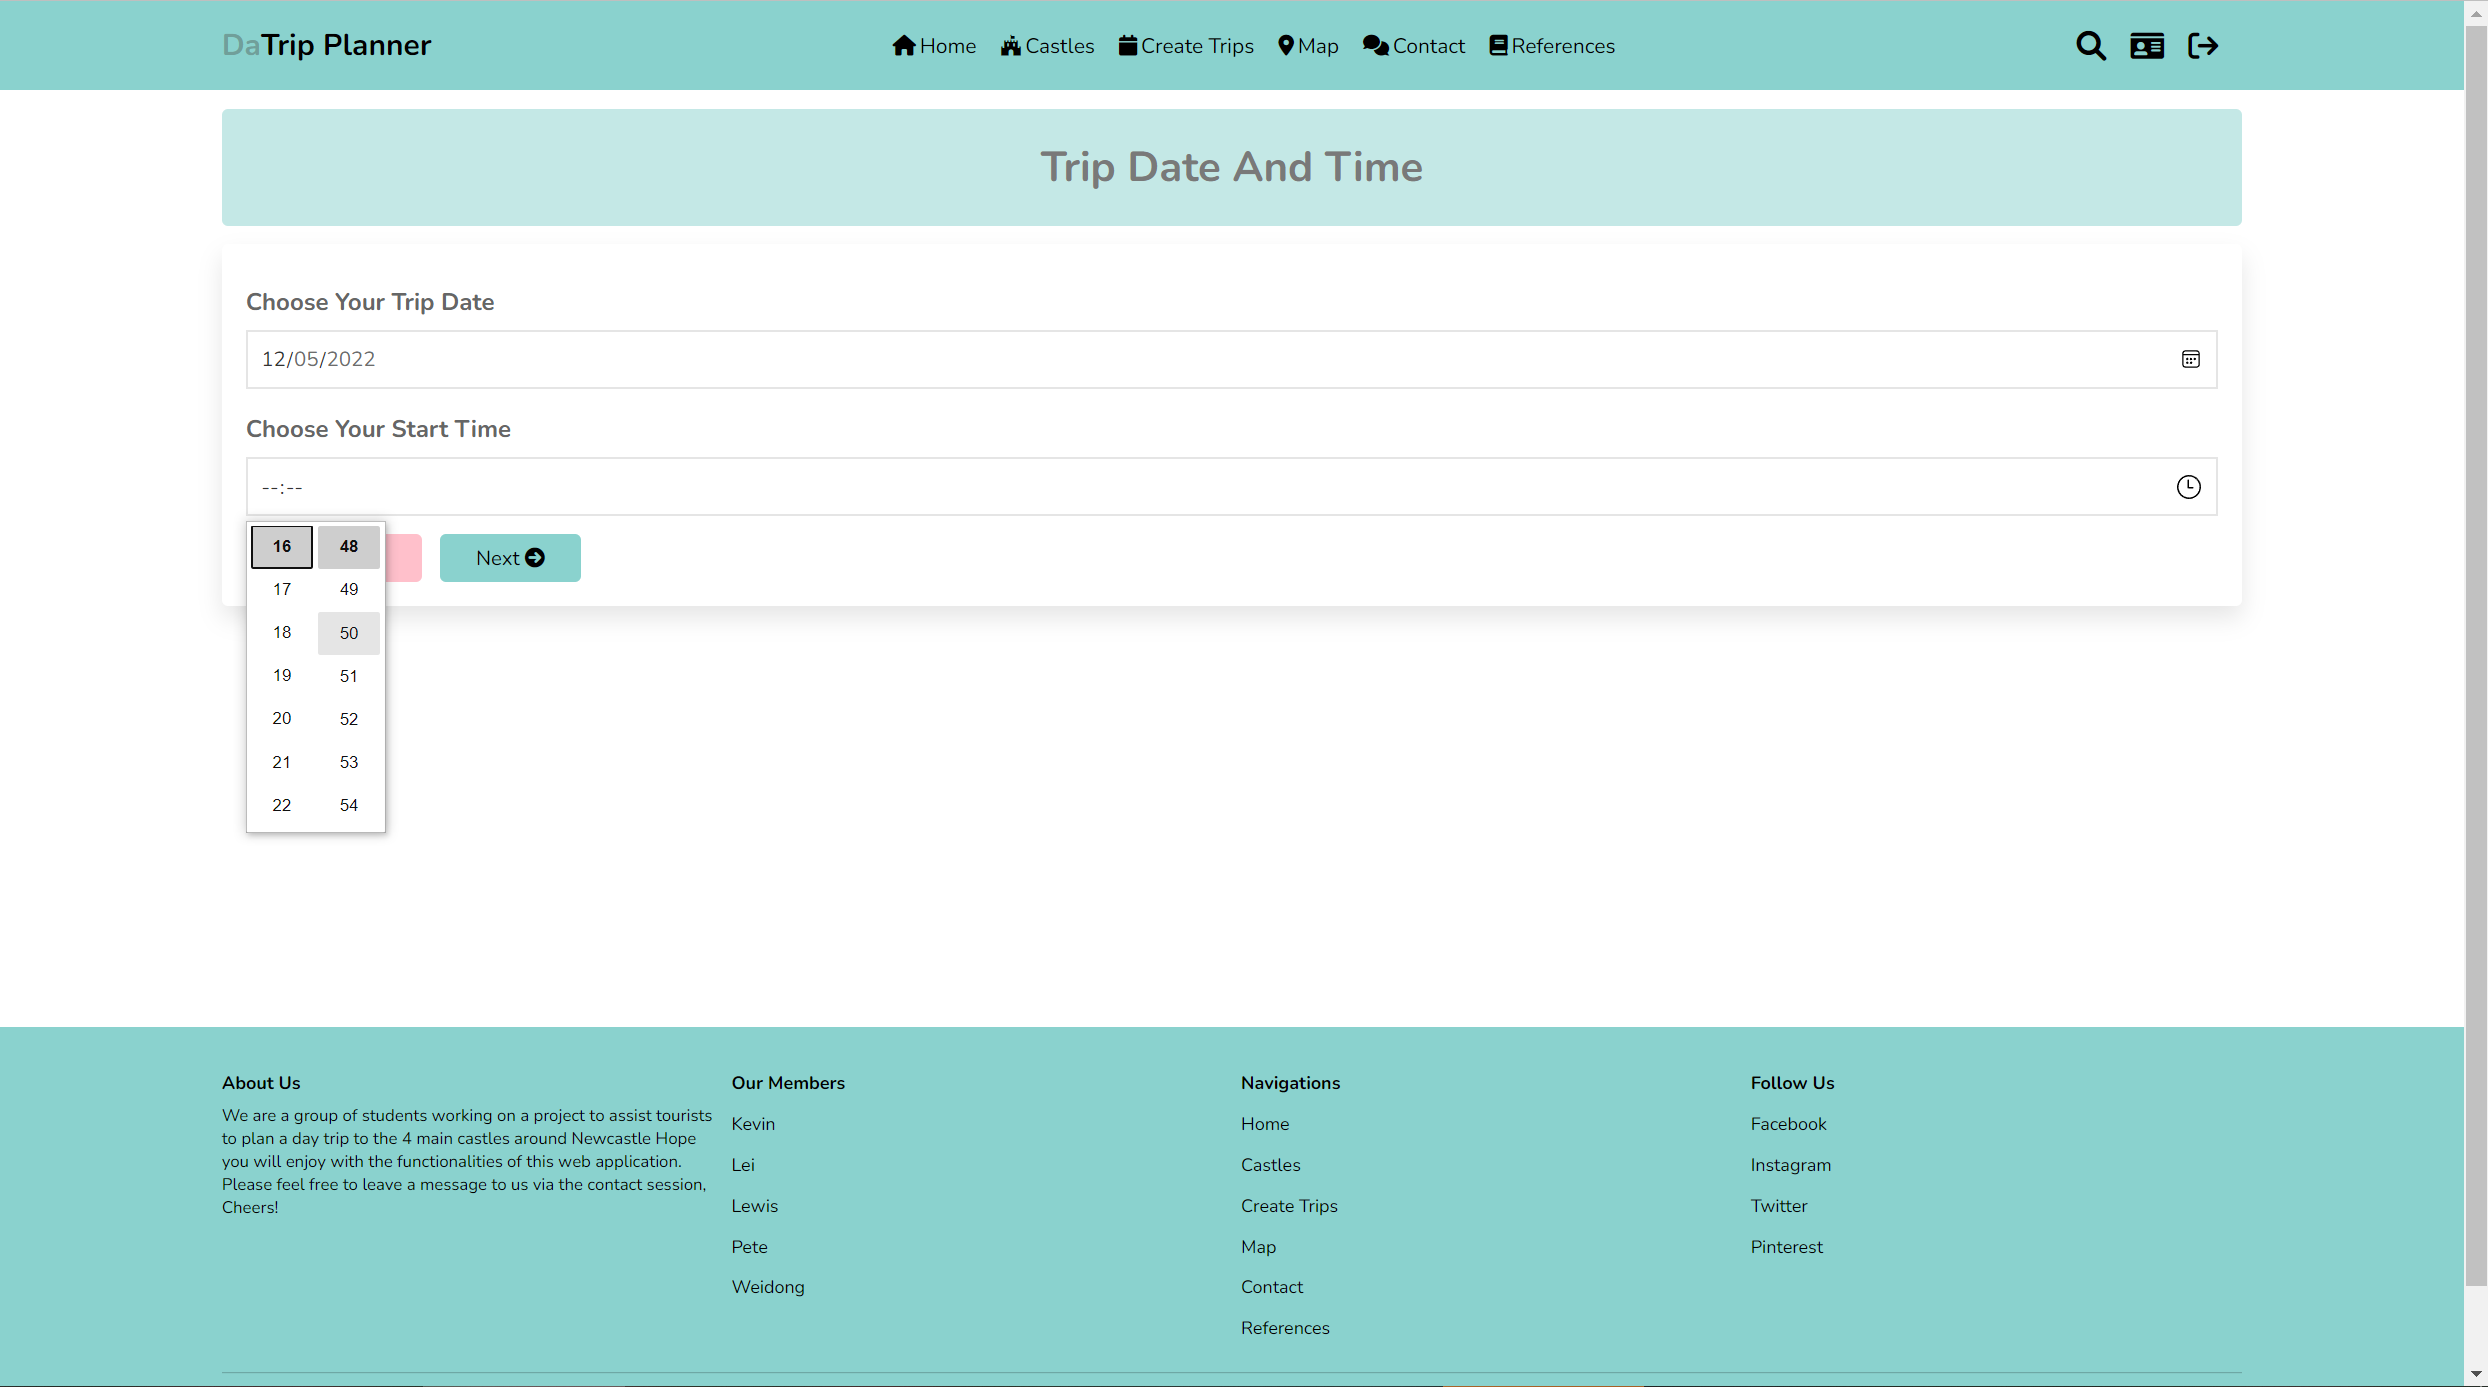 DaTrip Planner
Home Castles Create Trips Map Contact References
Trip Date And Time
Choose Your Trip Date
12/05/2022
Choose Your Start Time
--:--
16 48
17 49
18 50
19 51
20 52
21 53
22 54
Next
About Us
We are a group of students working on a project to assist tourists
to plan a day trip to the 4 main castles around Newcastle Hope
you will enjoy with the functionalities of this web application.
Please feel free to leave a message to us via the contact session,
Cheers!
Our Members
Kevin
Lei
Lewis
Pete
Weidong
Navigations
Home
Castles
Create Trips
Map
Contact
References
Follow Us
Facebook
Instagram
Twitter
Pinterest